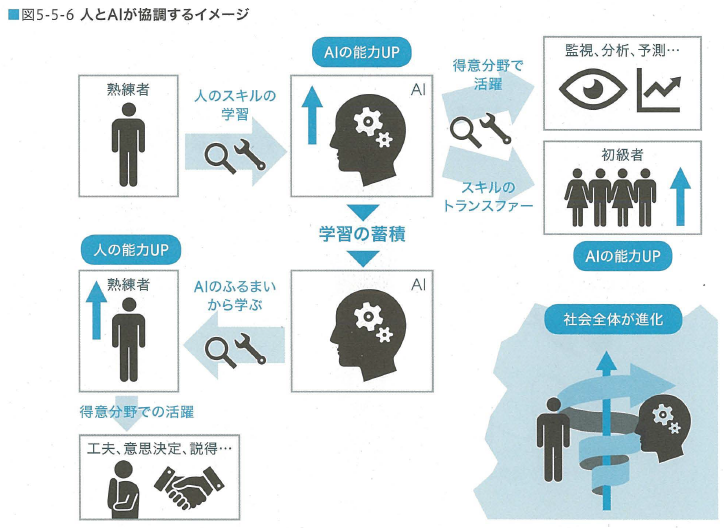 ■図5-5-6 人とAIが協調するイメージ
AIの能力UP
熟練者
人のスキルの
学習
AI
得意分野で
活躍
監視、分析、予測…
スキルの
トランスファー
初級者
AIの能力UP
学習の蓄積
人の能力UP
熟練者
AIのふるまい
から学ぶ
AI
得意分野での活躍
工夫、意思決定、説得…
社会全体が進化